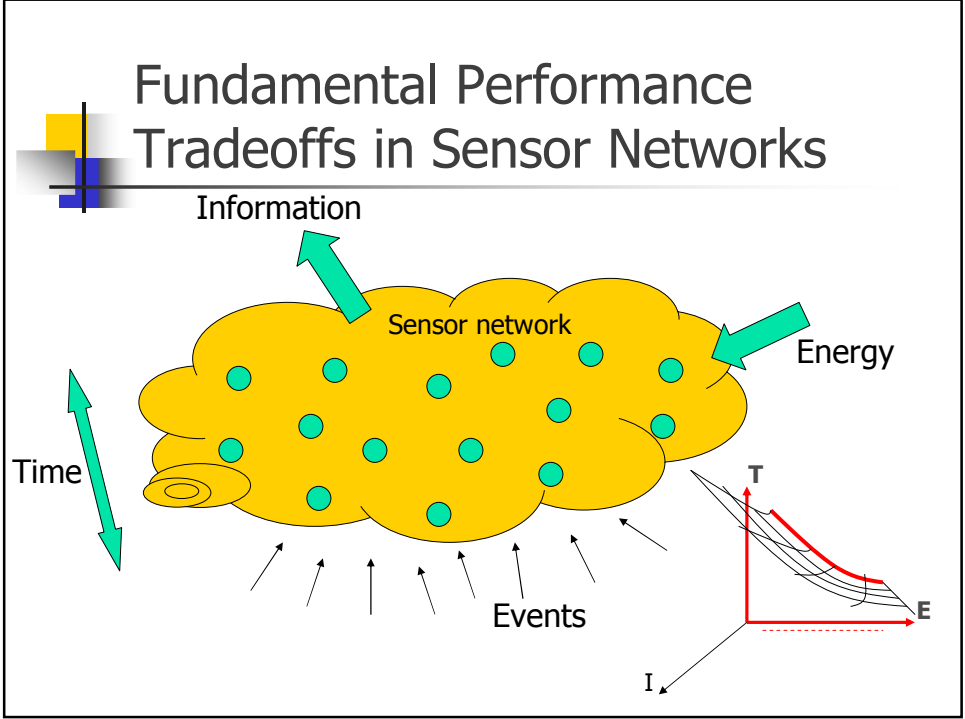 Fundamental Performance
Tradeoffs in Sensor Networks
Information
Sensor network
Energy
Time
T
E
Events
I